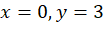 x = 0, y = 3